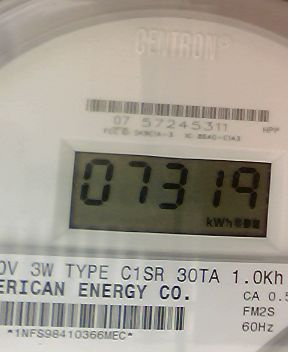 CENTRON®
07 57245311
07319
kWh
0V 3W TYPE C1SR 30TA 1.0Kh
ERICAN ENERGY CO.
CA 0.5
FM2S
60Hz
*1NFS98410366MEC*